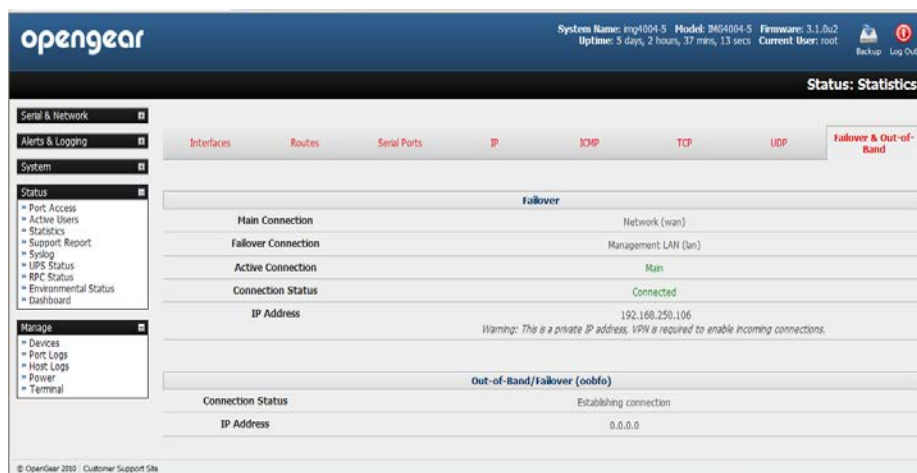 opengear
System Name: img4004-5 Model: IMG4004-5 Firmware: 3.1.0u2
Uptime: 5 days, 2 hours, 37 mins, 13 secs Current User: root
Backup Log Out
Status: Statistics
Serial & Network
Alerts & Logging
System
Status
Port Access
Active Users
Statistics
Support Report
Syslog
UPS Status
RPC Status
Environmental Status
Dashboard
Manage
Devices
Port Logs
Host Logs
Power
Terminal
Interfaces Routes Serial Ports IP ICMP TCP UDP Failover & Out-of-
Band
Failover
Main Connection Network (wan)
Failover Connection Management LAN (lan)
Active Connection Main
Connection Status Connected
IP Address 192.168.250.106
Warning: This is a private IP address, VPN is required to enable incoming connections.
Out-of-Band/Failover (oobfo)
Connection Status Establishing connection
IP Address 0.0.0.0
© OpenGear 2010 | Customer Support Site